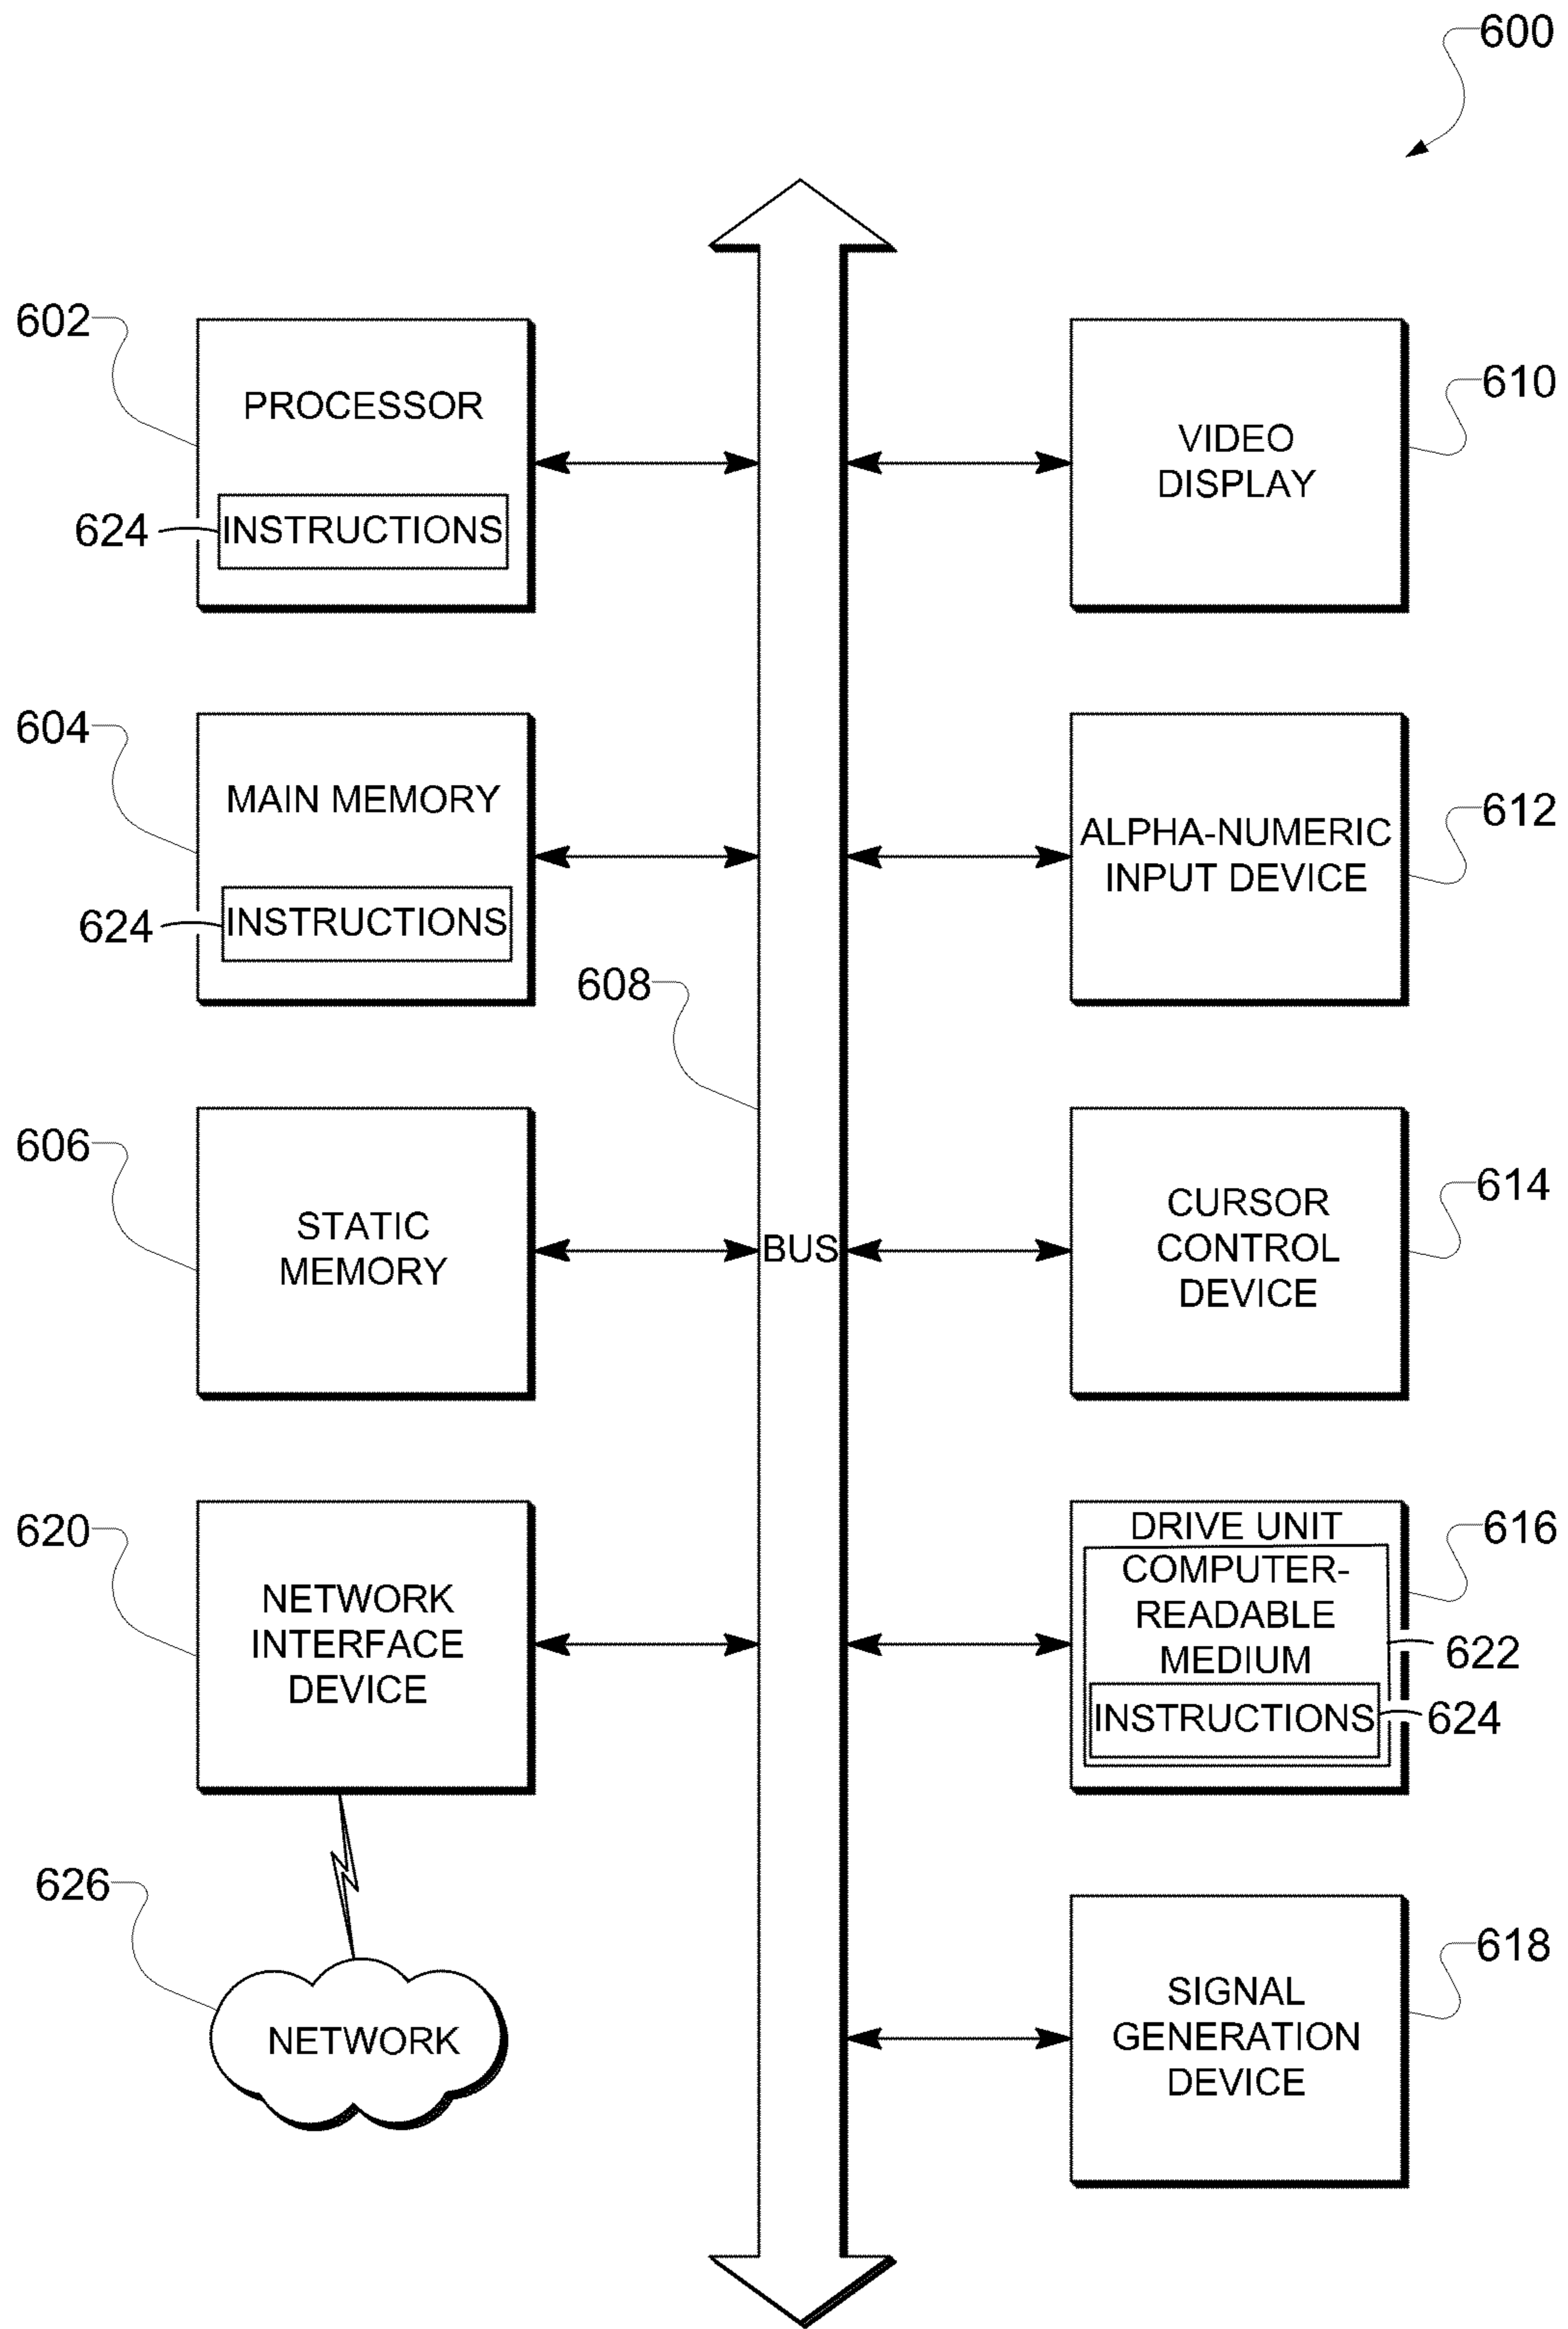 600
602
PROCESSOR
624
INSTRUCTIONS
610
VIDEO
DISPLAY
604
MAIN MEMORY
624
INSTRUCTIONS
612
ALPHA-NUMERIC
INPUT DEVICE
608
606
STATIC
MEMORY
BUS
614
CURSOR
CONTROL
DEVICE
620
NETWORK
INTERFACE
DEVICE
616
DRIVE UNIT
COMPUTER-
READABLE
MEDIUM
622
INSTRUCTIONS
624
626
NETWORK
618
SIGNAL
GENERATION
DEVICE